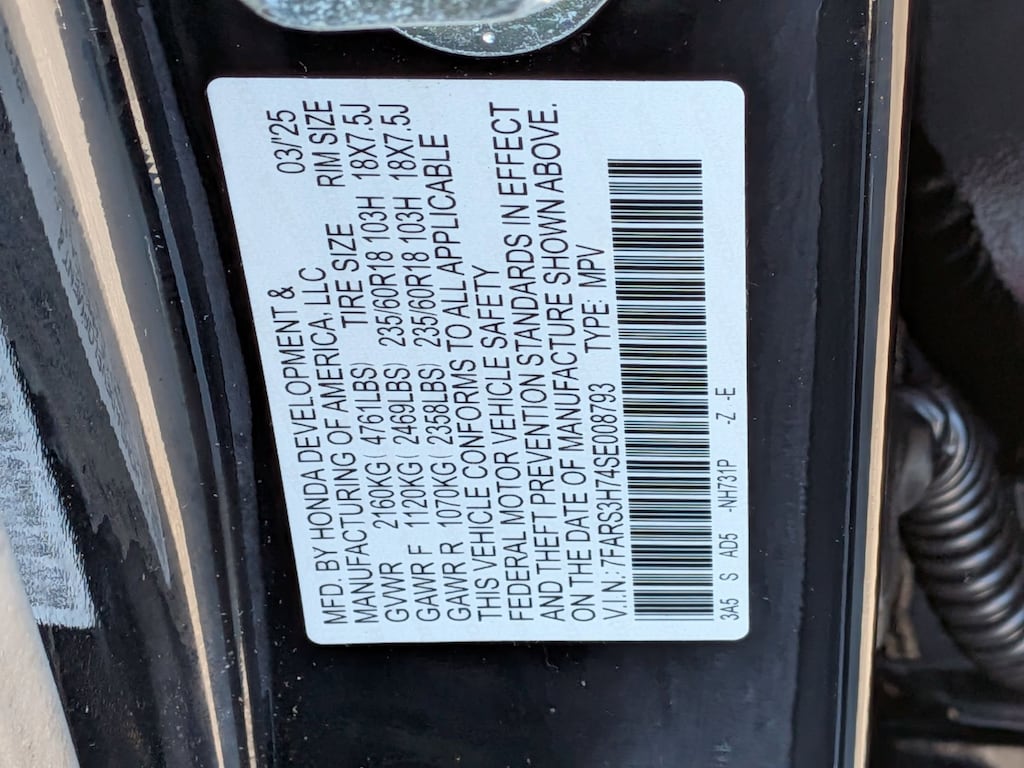 MFD. BY HONDA DEVELOPMENT & 03/'25
MANUFACTURING OF AMERICA, LLC
TIRE SIZE RIM SIZE
GVWR 2160KG( 4761LBS) 235/60R18 103H 18X7.5J
GAWR F 1120KG( 2469LBS) 235/60R18 103H 18X7.5J
GAWR R 1070KG( 2358LBS)
THIS VEHICLE CONFORMS TO ALL APPLICABLE
FEDERAL MOTOR VEHICLE SAFETY
AND THEFT PREVENTION STANDARDS IN EFFECT
ON THE DATE OF MANUFACTURE SHOWN ABOVE.
V.I.N.: 7FARS3H74SE008793 TYPE: MPV
3A5 S AD5 -NH731P -Z -E